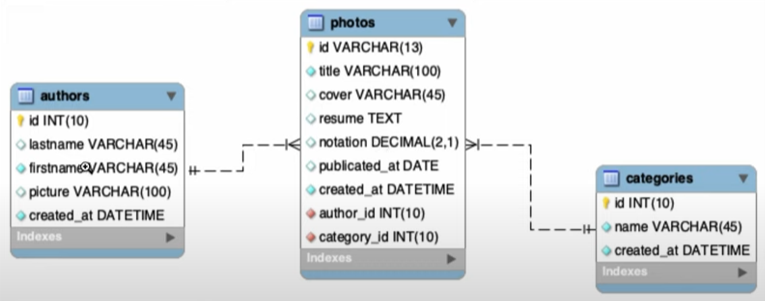 authors
id INT(10)
lastname VARCHAR(45)
firstname VARCHAR(45)
picture VARCHAR(100)
created_at DATETIME
Indexes
photos
id VARCHAR(13)
title VARCHAR(100)
cover VARCHAR(45)
resume TEXT
notation DECIMAL(2,1)
publicated_at DATE
created_at DATETIME
author_id INT(10)
category_id INT(10)
Indexes
categories
id INT(10)
name VARCHAR(45)
created_at DATETIME
Indexes